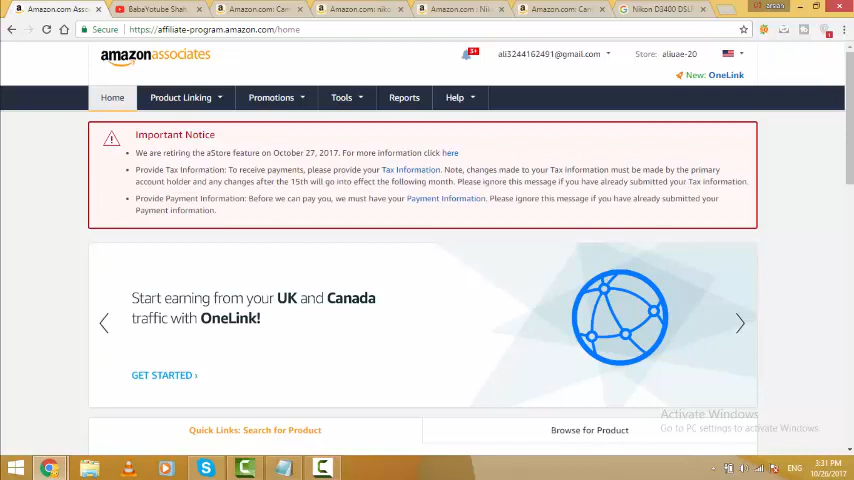 Amazon.com Asso
BabaYotube Shah
Amazon.com: Cam
Amazon.com: niko
Amazon.com : Nik
Amazon.com: Cam
Nikon D3400 DSLR
arslan
Secure
https://affiliate-program.amazon.com/home
amazonassociates
3+
ali3244162491@gmail.com
Store: aliuae-20
New: OneLink
Home
Product Linking
Promotions
Tools
Reports
Help
Important Notice
We are retiring the aStore feature on October 27, 2017. For more information click here
Provide Tax Information: To receive payments, please provide your Tax Information. Note, changes made to your Tax Information must be made by the primary
account holder and any changes after the 15th will go into effect the following month. Please ignore this message if you have already submitted your Tax information.
Provide Payment Information: Before we can pay you, we must have your Payment Information. Please ignore this message if you have already submitted your
Payment information.
Start earning from your UK and Canada
traffic with OneLink!
GET STARTED ›
Activate Windows
Go to PC settings to activate Windows.
Quick Links: Search for Product
Browse for Product
ENG
3:31 PM
10/26/2017